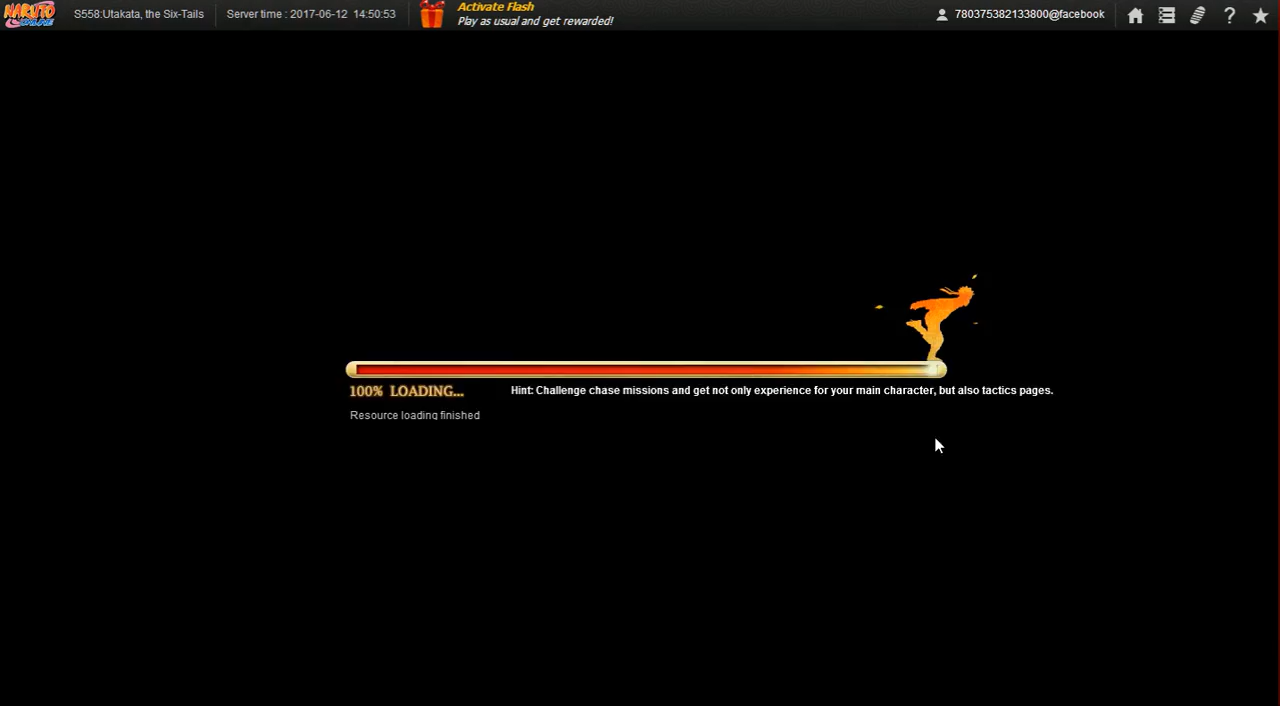 NARUTO ONLINE
S558:Utakata, the Six-Tails
Server time : 2017-06-12 14:50:53
Activate Flash
Play as usual and get rewarded!
780375382133800@facebook
100% LOADING...
Hint: Challenge chase missions and get not only experience for your main character, but also tactics pages.
Resource loading finished